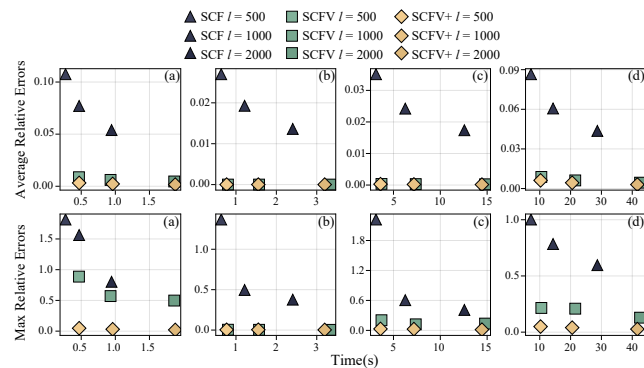 SCF l = 500 SCFV l = 500 SCFV+ l = 500
SCF l = 1000 SCFV l = 1000 SCFV+ l = 1000
SCF l = 2000 SCFV l = 2000 SCFV+ l = 2000
Average Relative Errors
(a) (b) (c) (d)
0.10 0.05 0.00
0.02 0.01 0.00
0.03 0.02 0.01 0.00
0.09 0.06 0.03 0.00
0.5 1.0 1.5 1 2 3 5 10 15 10 20 30 40
Max Relative Errors
(a) (b) (c) (d)
1.5 1.0 0.5 0.0
1.0 0.5 0.0
1.8 1.2 0.6 0.0
1.0 0.5 0.0
0.5 1.0 1.5 1 2 3 5 10 15 10 20 30 40
Time(s)